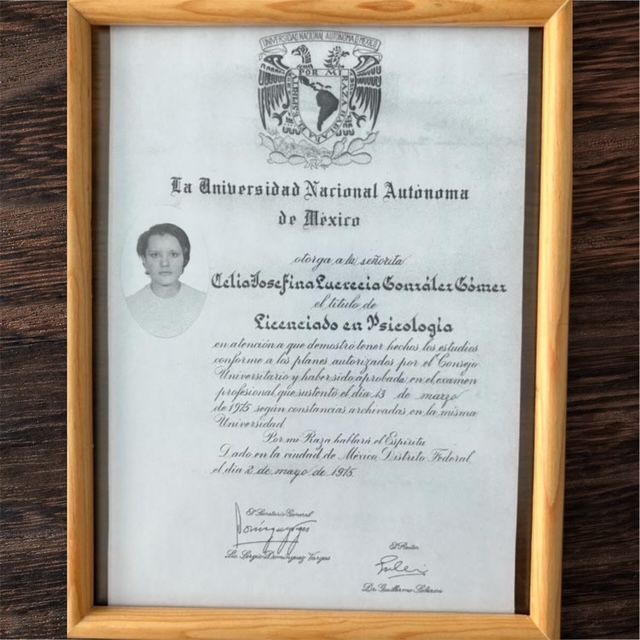 UNIVERSIDAD NACIONAL AUTONOMA D MEXICO
POR MI RAZA HABLARA EL ESPIRITU
La Universidad Nacional Autónoma
de México
otorga a la señorita
Celia Josefina Lucrecia González Gómez
el título de
Licenciado en Psicología
en atención a que demostró tener hechos los estudios
conforme a los planes autorizados por el Consejo
Universitario y haber sido aprobada en el examen
profesional que sustentó el día 13 de marzo
de 1975 según constancias archivadas en la misma
Universidad
Por mi Raza hablará el Espíritu
Dado en la ciudad de México Distrito Federal
el día 2 de mayo de 1975.
El Secretario General
Lic. Sergio Domínguez Vargas
El Rector
Dr. Guillermo Soberón